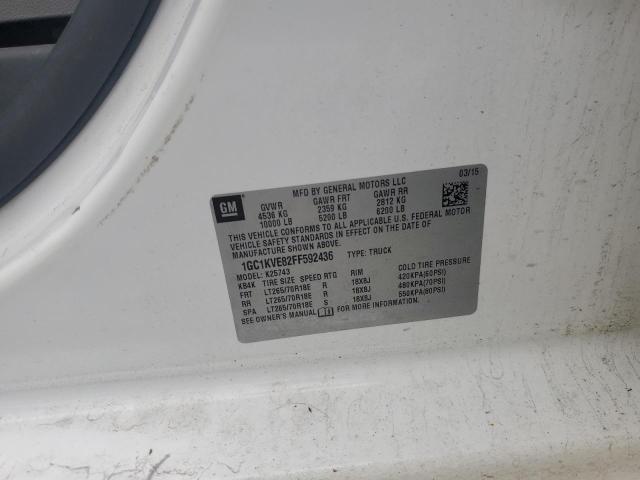 GM
MFD BY GENERAL MOTORS LLC
03/15
GVWR GAWR FRT GAWR RR
4536 KG 2359 KG 2812 KG
10000 LB 5200 LB 6200 LB
THIS VEHICLE CONFORMS TO ALL APPLICABLE U.S. FEDERAL MOTOR
VEHICLE SAFETY STANDARDS IN EFFECT ON THE DATE OF
MANUFACTURE SHOWN ABOVE.
1GC1KVE82FF592436 TYPE: TRUCK
MODEL: K25743
KB4K TIRE SIZE SPEED RTG RIM COLD TIRE PRESSURE
FRT LT265/70R18E R 18X8J 420KPA(60PSI)
RR LT265/70R18E R 18X8J 480KPA(70PSI)
SPA LT265/70R18E S 18X8J 550KPA(80PSI)
SEE OWNER'S MANUAL FOR MORE INFORMATION.